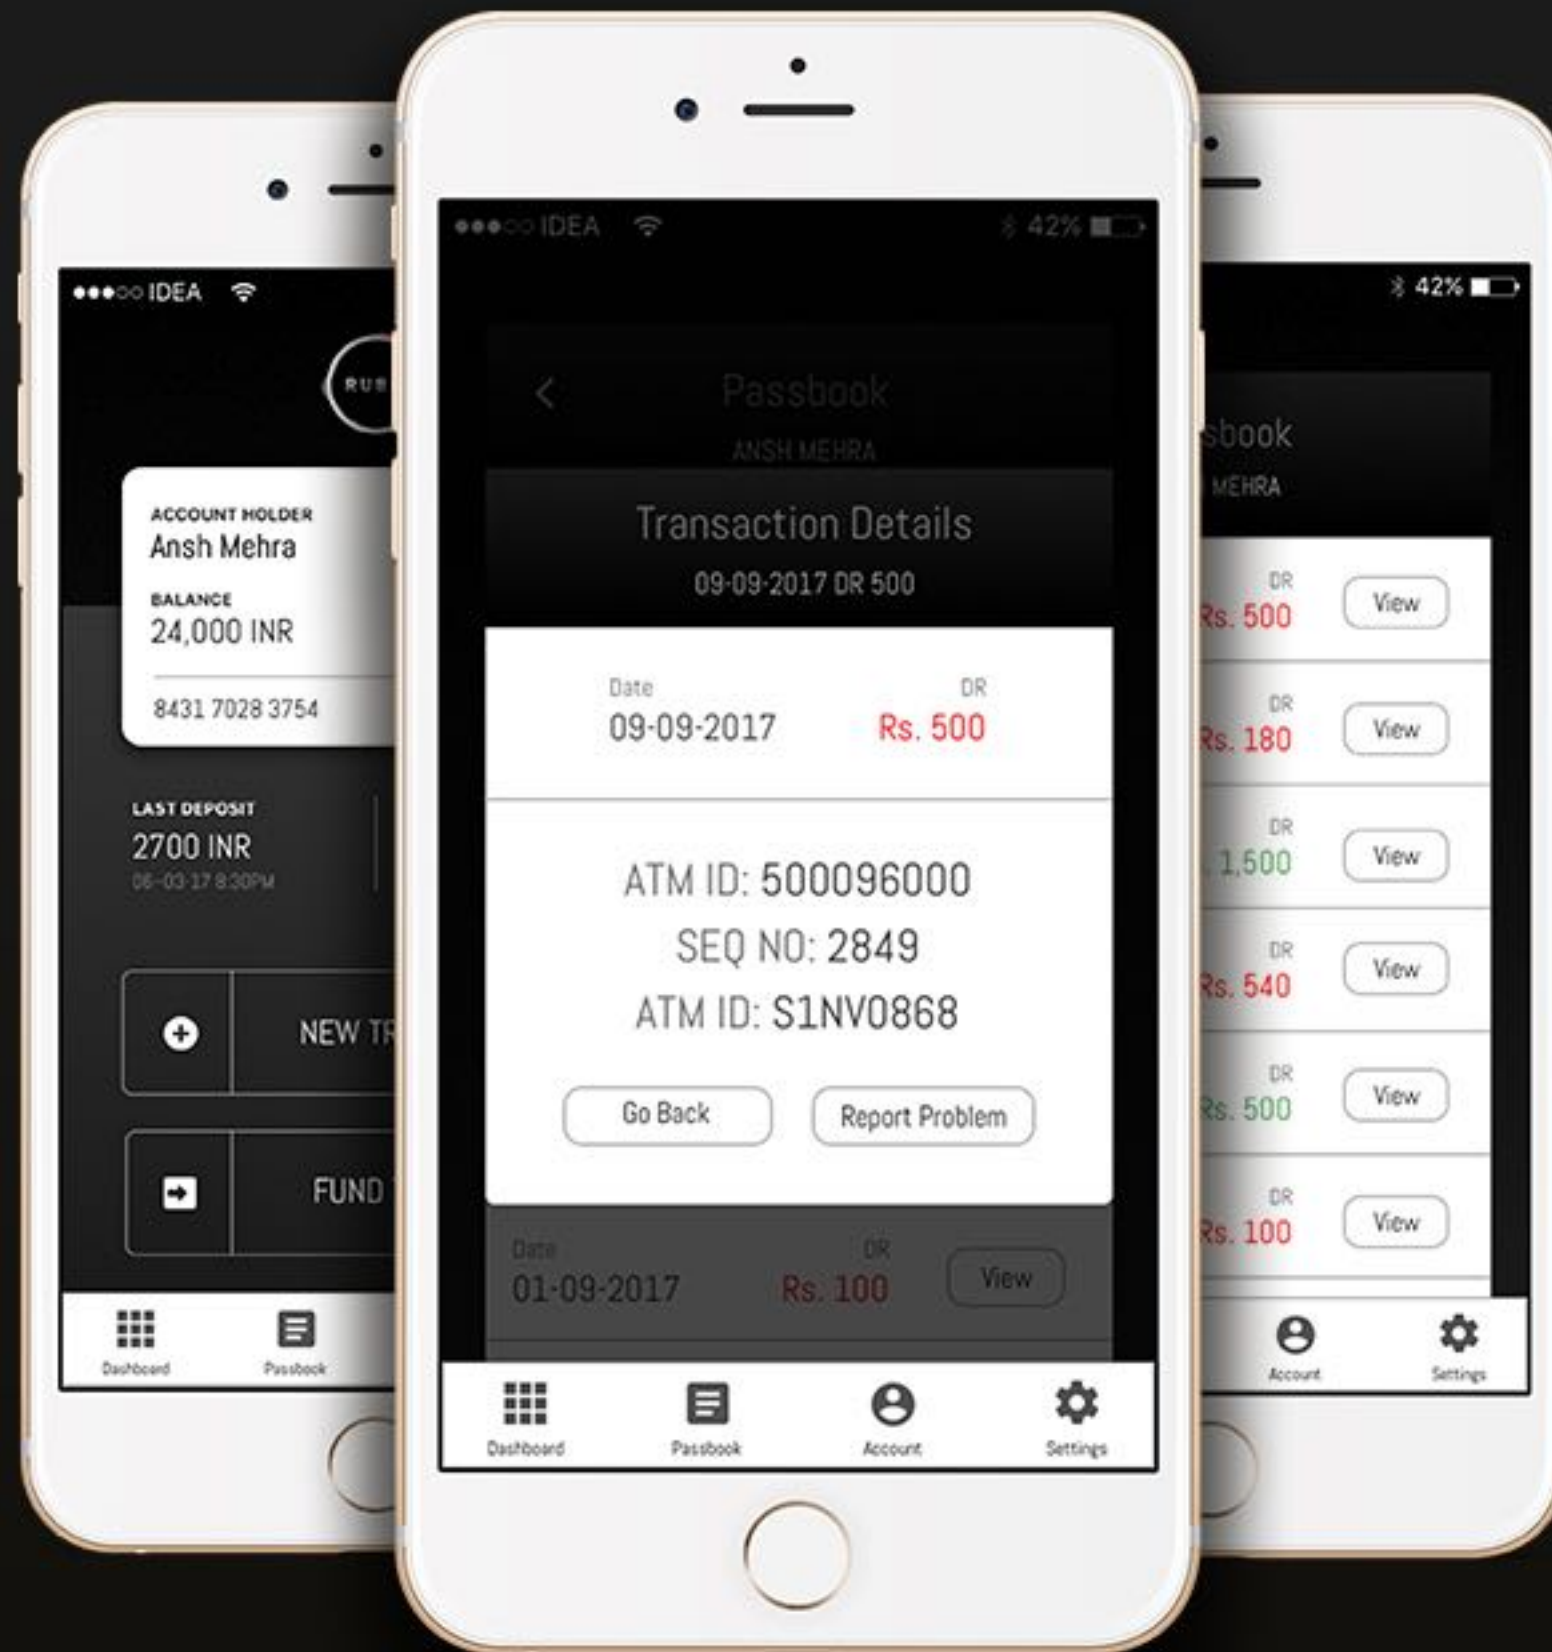 IDEA
ACCOUNT HOLDER
Ansh Mehra
BALANCE
24,000 INR
8431 7028 3754
LAST DEPOSIT
2700 INR
06-03-17 8:30PM
NEW
FUND
Dashboard
Passbook
IDEA 42%
Passbook
ANSH MEHRA
Transaction Details
09-09-2017 DR 500
Date DR
09-09-2017 Rs. 500
ATM ID: 500096000
SEQ NO: 2849
ATM ID: S1NV0868
Go Back Report Problem
Date DR
01-09-2017 Rs. 100 View
Dashboard Passbook Account Settings
42%
MEHRA
DR
Rs. 500 View
DR
Rs. 180 View
DR
1,500 View
DR
Rs. 540 View
DR
Rs. 500 View
DR
Rs. 100 View
Account Settings